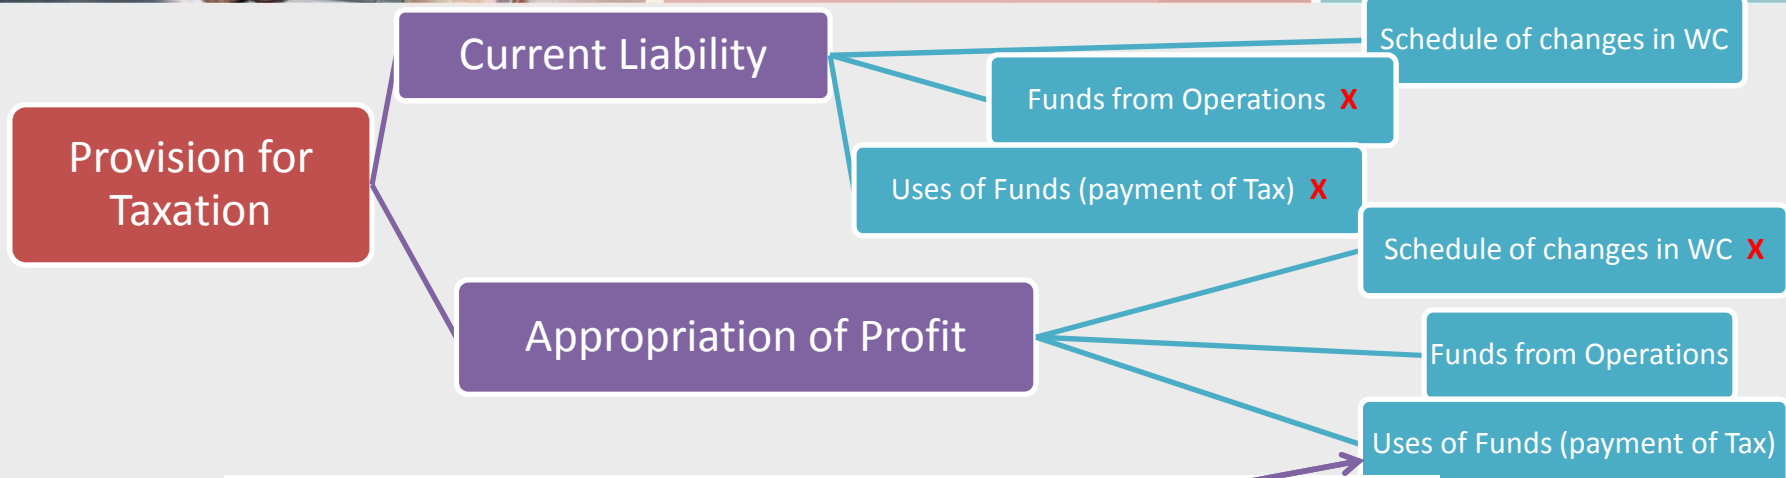 Provision for
Taxation
Current Liability
Schedule of changes in WC
Funds from Operations X
Uses of Funds (payment of Tax) X
Appropriation of Profit
Schedule of changes in WC X
Funds from Operations
Uses of Funds (payment of Tax)